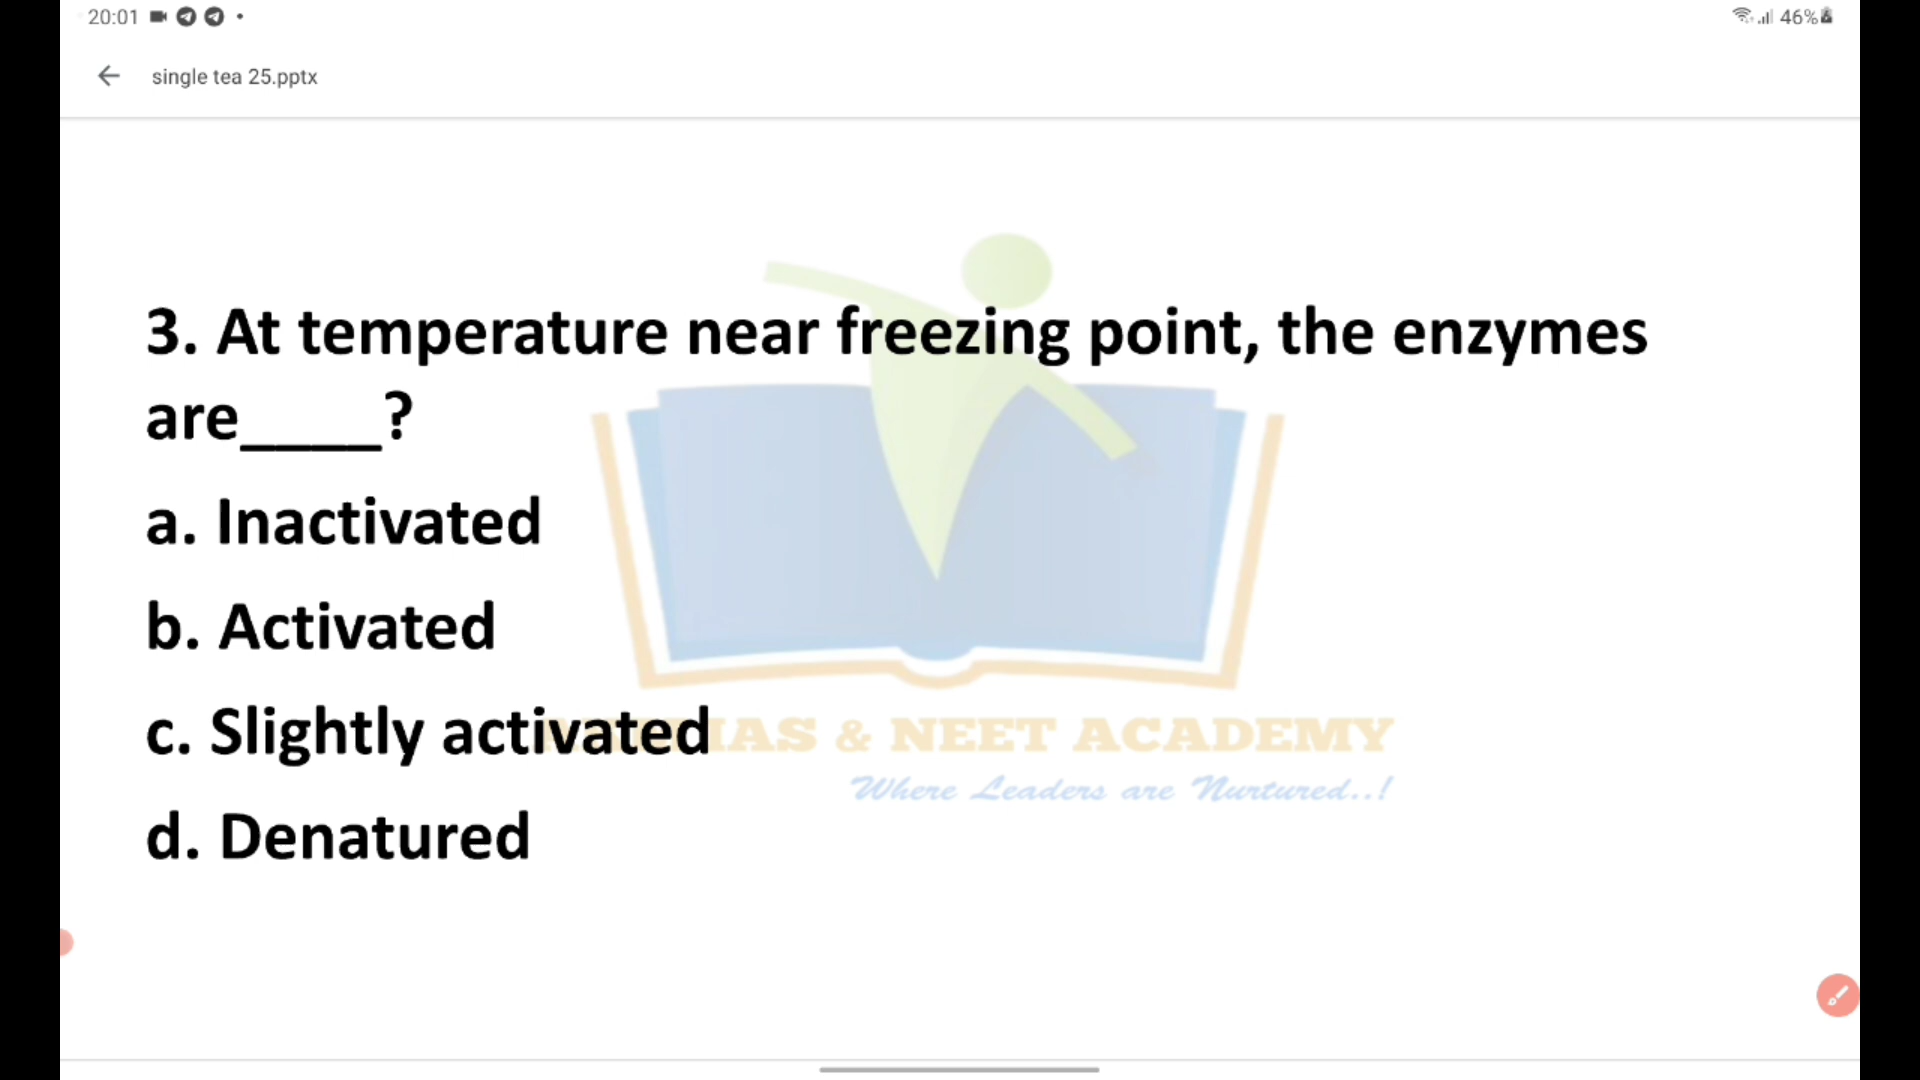 20:01
46%
single tea 25.pptx
3. At temperature near freezing point, the enzymes
are____?
a. Inactivated
b. Activated
c. Slightly activated
IAS & NEET ACADEMY
Where Leaders are Nurtured..!
d. Denatured